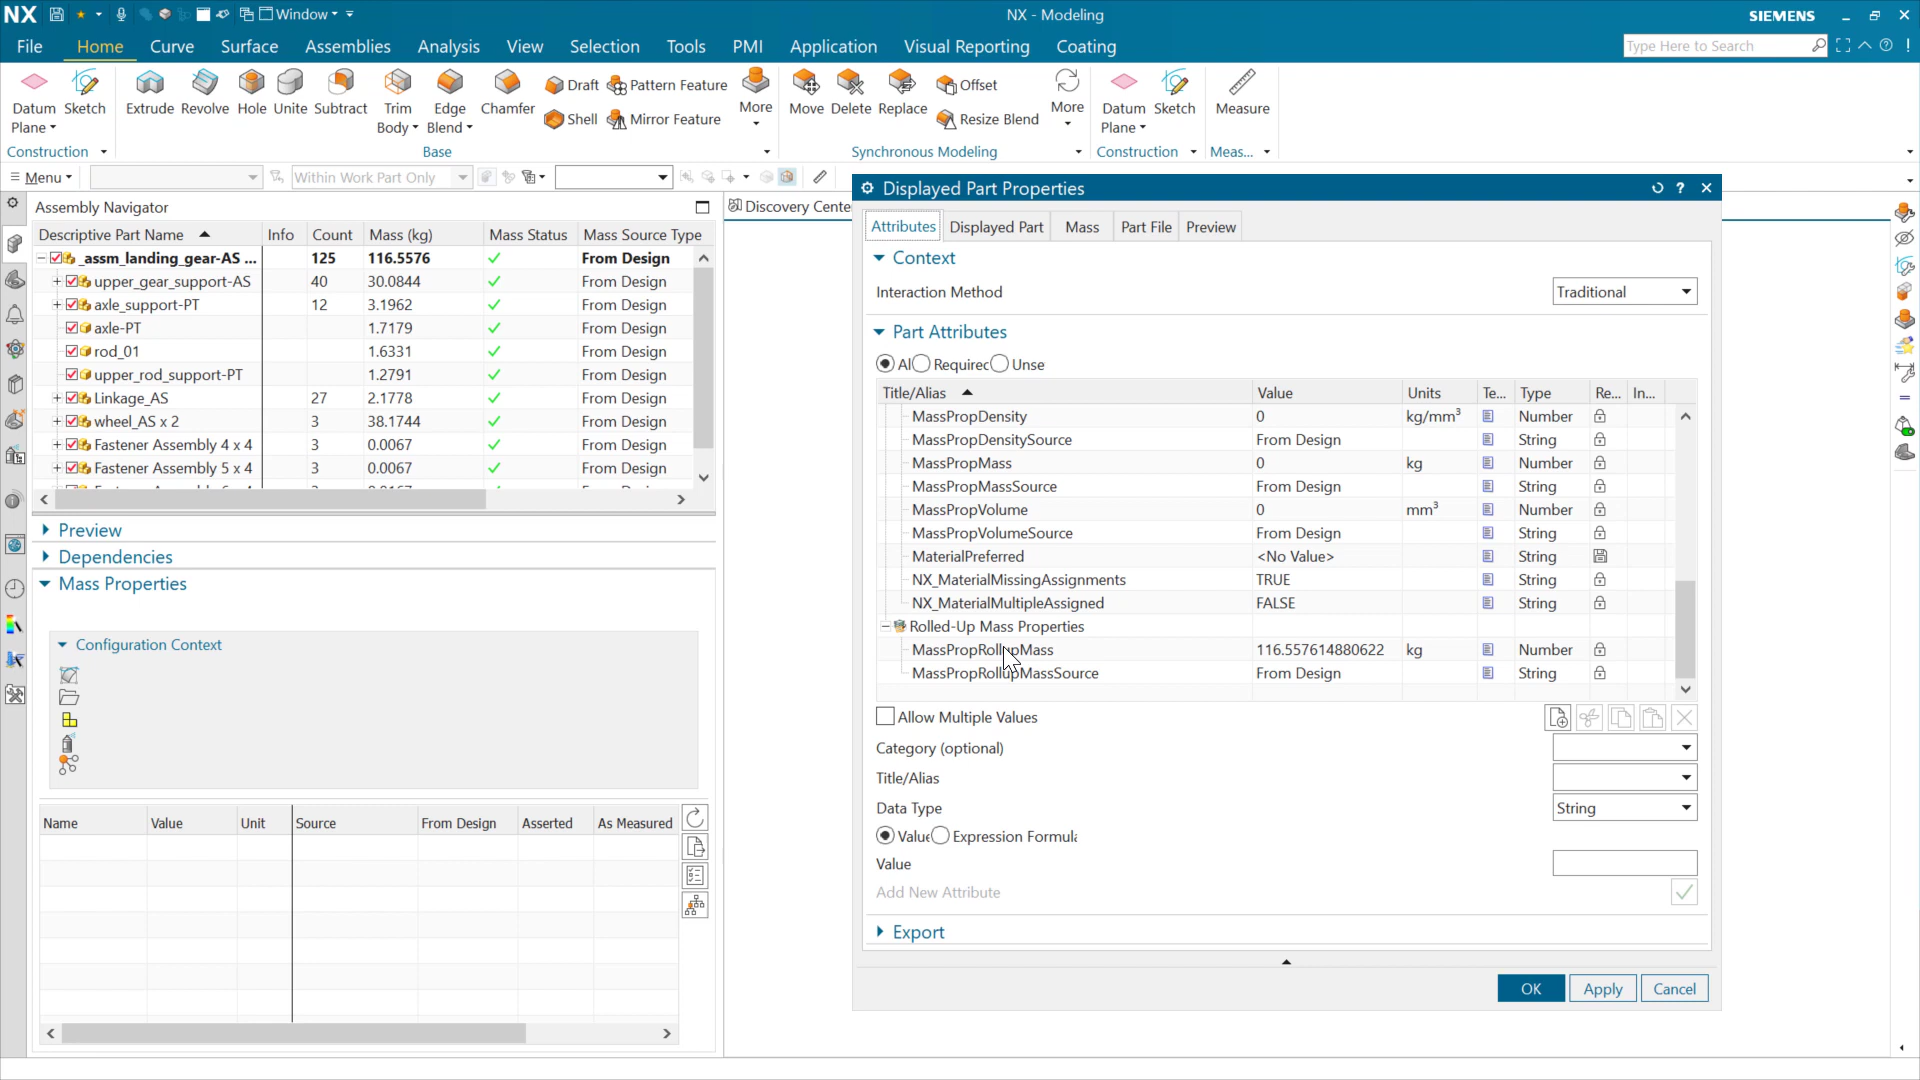 NX
Window
NX - Modeling
SIEMENS
File
Home
Curve
Surface
Assemblies
Analysis
View
Selection
Tools
PMI
Application
Visual Reporting
Coating
Type Here to Search
Datum Plane
Sketch
Extrude
Revolve
Hole
Unite
Subtract
Trim Body
Edge Blend
Chamfer
Draft
Shell
Pattern Feature
Mirror Feature
More
Move
Delete
Replace
Offset
Resize Blend
More
Datum Plane
Sketch
Measure
Construction
Base
Synchronous Modeling
Construction
Meas...
Menu
Within Work Part Only
Assembly Navigator
Descriptive Part Name Info Count Mass (kg) Mass Status Mass Source Type
_assm_landing_gear-AS ... 125 116.5576 From Design
upper_gear_support-AS 40 30.0844 From Design
axle_support-PT 12 3.1962 From Design
axle-PT 1.7179 From Design
rod_01 1.6331 From Design
upper_rod_support-PT 1.2791 From Design
Linkage_AS 27 2.1778 From Design
wheel_AS x 2 3 38.1744 From Design
Fastener Assembly 4 x 4 3 0.0067 From Design
Fastener Assembly 5 x 4 3 0.0067 From Design
Preview
Dependencies
Mass Properties
Configuration Context
Name Value Unit Source From Design Asserted As Measured
Discovery Cente
Displayed Part Properties
Attributes
Displayed Part
Mass
Part File
Preview
Context
Interaction Method
Traditional
Part Attributes
Al
Requirec
Unse
Title/Alias Value Units Te... Type Re... In...
MassPropDensity 0 kg/mm³ Number
MassPropDensitySource From Design String
MassPropMass 0 kg Number
MassPropMassSource From Design String
MassPropVolume 0 mm³ Number
MassPropVolumeSource From Design String
MaterialPreferred <No Value> String
NX_MaterialMissingAssignments TRUE String
NX_MaterialMultipleAssigned FALSE String
Rolled-Up Mass Properties
MassPropRollupMass 116.557614880622 kg Number
MassPropRollupMassSource From Design String
Allow Multiple Values
Category (optional)
Title/Alias
Data Type
String
Value
Expression Formula
Value
Add New Attribute
Export
OK
Apply
Cancel